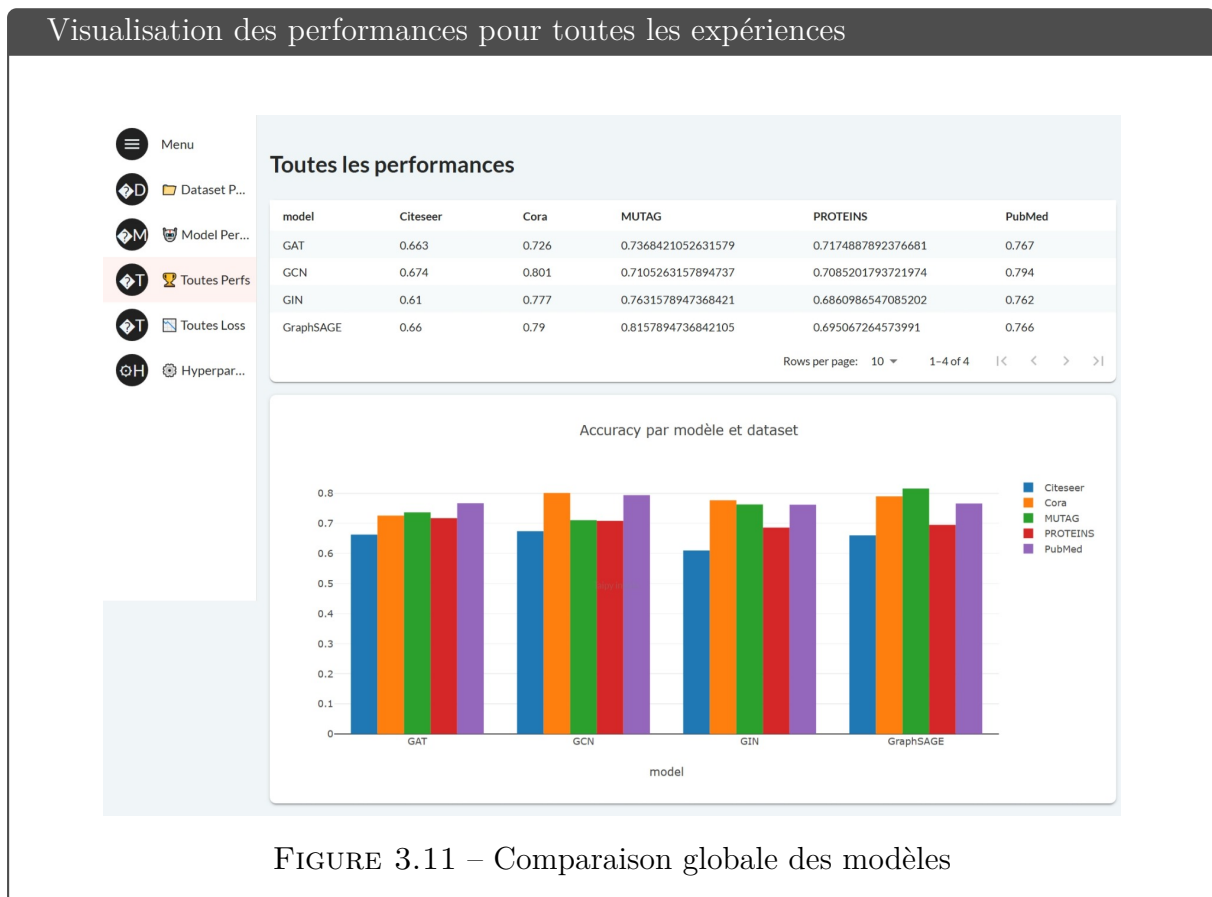 Visualisation des performances pour toutes les expériences
Menu
�D 📁 Dataset P...
�M 🤖 Model Per...
�T 🏆 Toutes Perfs
�T 📉 Toutes Loss
⚙H ⚙ Hyperpar...
Toutes les performances
model Citeseer Cora MUTAG PROTEINS PubMed
GAT 0.663 0.726 0.7368421052631579 0.7174887892376681 0.767
GCN 0.674 0.801 0.7105263157894737 0.7085201793721974 0.794
GIN 0.61 0.777 0.7631578947368421 0.6860986547085202 0.762
GraphSAGE 0.66 0.79 0.8157894736842105 0.695067264573991 0.766
Rows per page: 10 1–4 of 4
Accuracy par modèle et dataset
0.8
0.7
0.6
0.5
0.4
0.3
0.2
0.1
0
GAT GCN GIN GraphSAGE
model
Citeseer
Cora
MUTAG
PROTEINS
PubMed
FIGURE 3.11 – Comparaison globale des modèles